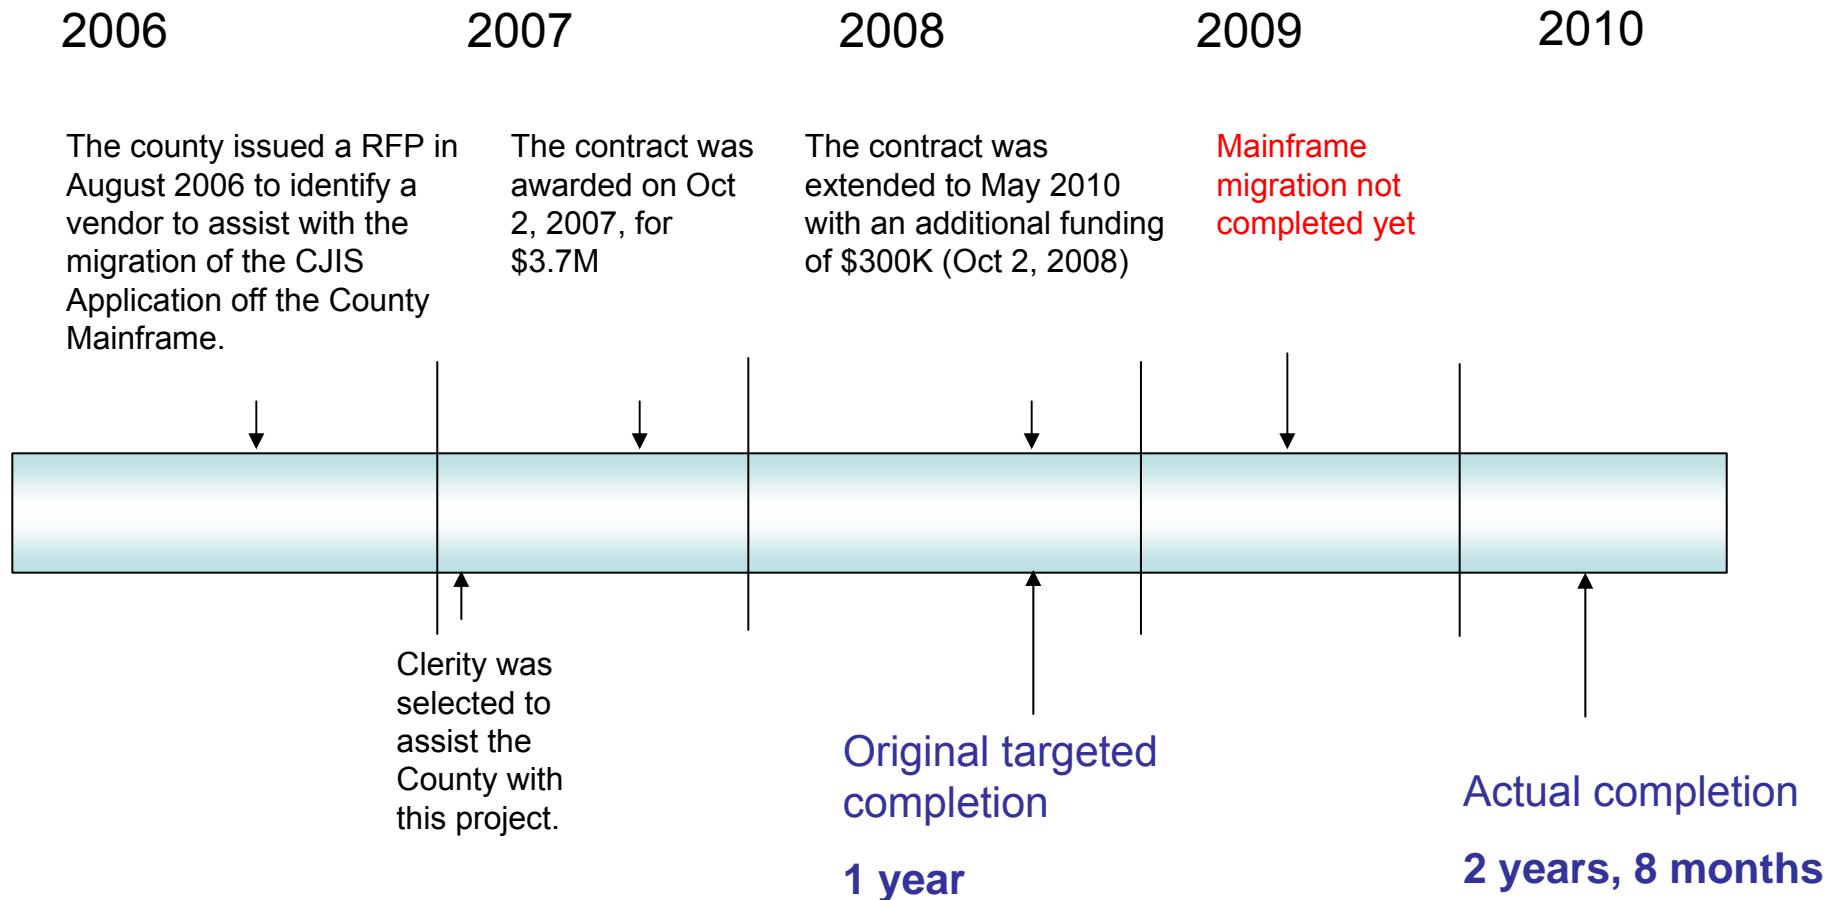 2006
2007
2008
2009
2010
The county issued a RFP in
August 2006 to identify a
vendor to assist with the
migration of the CJIS
Application off the County
Mainframe.
The contract was
awarded on Oct
2, 2007, for
$3.7M
The contract was
extended to May 2010
with an additional funding
of $300K (Oct 2, 2008)
Mainframe
migration not
completed yet
Clerity was
selected to
assist the
County with
this project.
Original targeted
completion
1 year
Actual completion
2 years, 8 months